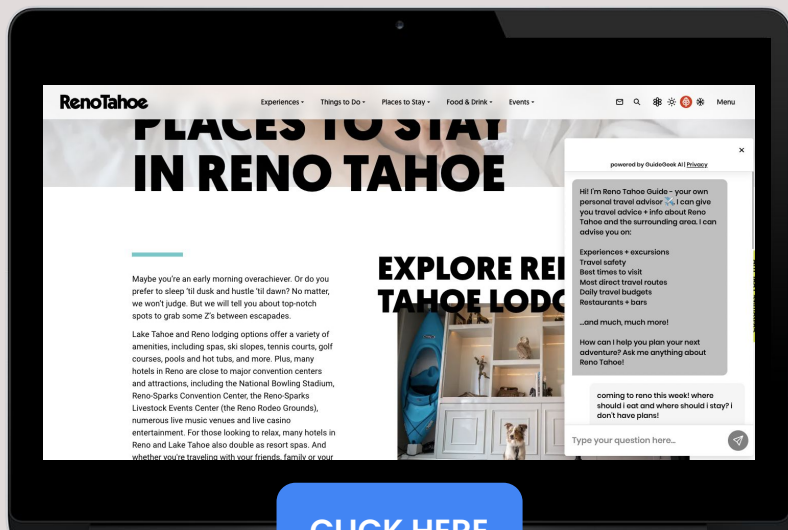 RenoTahoe
Experiences
Things to Do
Places to Stay
Food & Drink
Events
Menu
PLACES TO STAY
IN RENO TAHOE
Maybe you're an early morning overachiever. Or do you
prefer to sleep 'til dusk and hustle 'til dawn? No matter,
we won't judge. But we will tell you about top-notch
spots to grab some Z's between escapades.
Lake Tahoe and Reno lodging options offer a variety of
amenities, including spas, ski slopes, tennis courts, golf
courses, pools and hot tubs, and more. Plus, many
hotels in Reno are close to major convention centers
and attractions, including the National Bowling Stadium,
Reno-Sparks Convention Center, the Reno-Sparks
Livestock Events Center (the Reno Rodeo Grounds),
numerous live music venues and live casino
entertainment. For those looking to relax, many hotels in
Reno and Lake Tahoe also double as resort spas. And
whether you're traveling with your friends, family or your
EXPLORE RE
TAHOE LODG
powered by GuideGeek AI | Privacy
Hi! I'm Reno Tahoe Guide - your own
personal travel advisor I can give
you travel advice + info about Reno
Tahoe and the surrounding area. I can
advise you on:
Experiences + excursions
Travel safety
Best times to visit
Most direct travel routes
Daily travel budgets
Restaurants + bars
...and much, much more!
How can I help you plan your next
adventure? Ask me anything about
Reno Tahoe!
coming to reno this week! where
should i eat and where should i stay? i
don't have plans!
Type your question here...
CLICK HERE